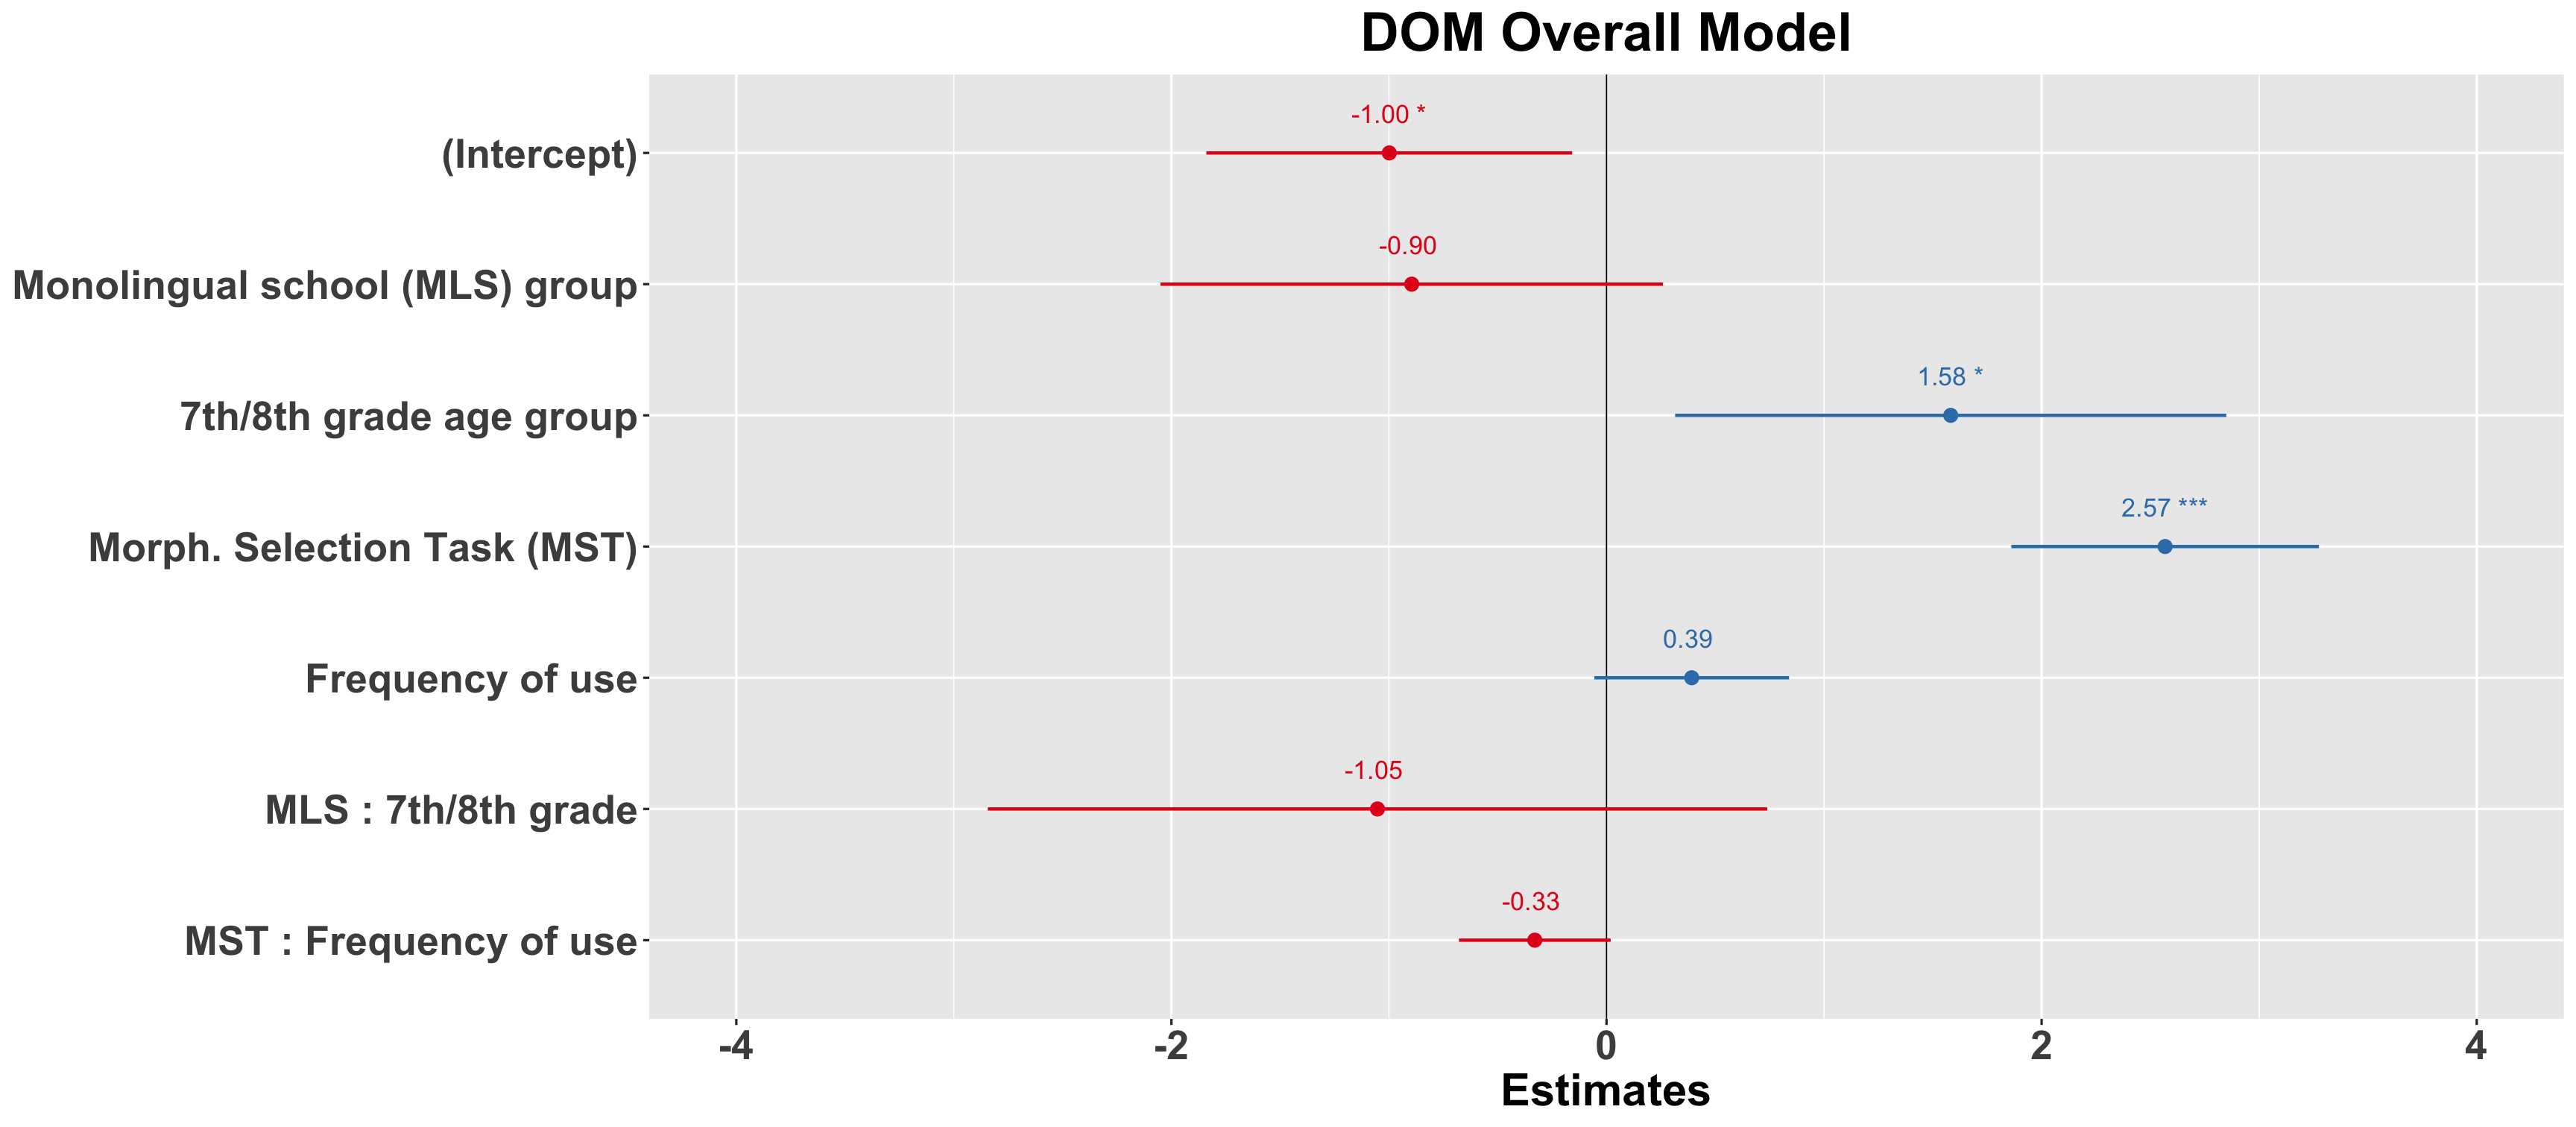 DOM Overall Model
-1.00 *
(Intercept)
-0.90
Monolingual school (MLS) group
1.58 *
7th/8th grade age group
2.57 ***
Morph. Selection Task (MST)
0.39
Frequency of use
-1.05
MLS : 7th/8th grade
-0.33
MST : Frequency of use
-4 -2 0 2 4
Estimates